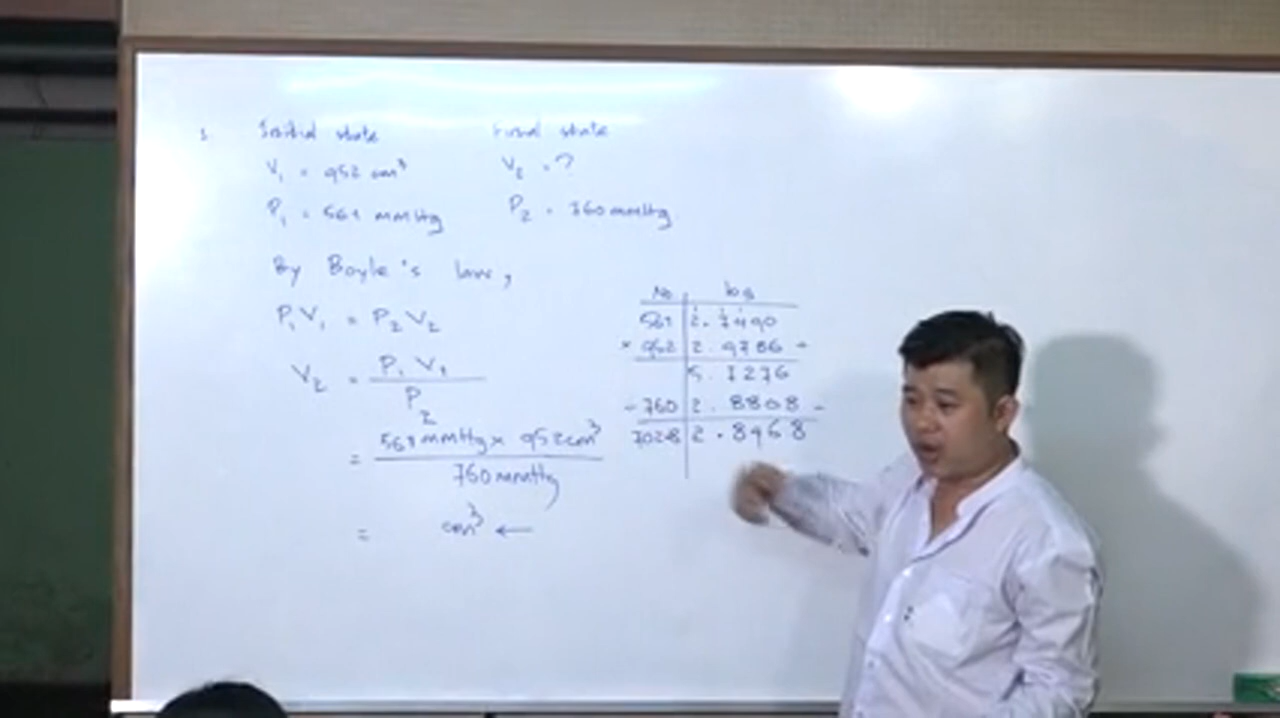 1. Initial state Final state
V₁ = 952 cm³ V₂ = ?
P₁ = 561 mmHg P₂ = 760 mmHg
By Boyle's law,
P₁V₁ = P₂V₂
V₂ = P₁V₁
P₂
= 561 mmHg × 952 cm³
760 mmHg
= cm³ ←
No log
561 2.7490
× 952 2.9786 +
5.7276
÷ 760 2.8808 -
702.8 2.8468